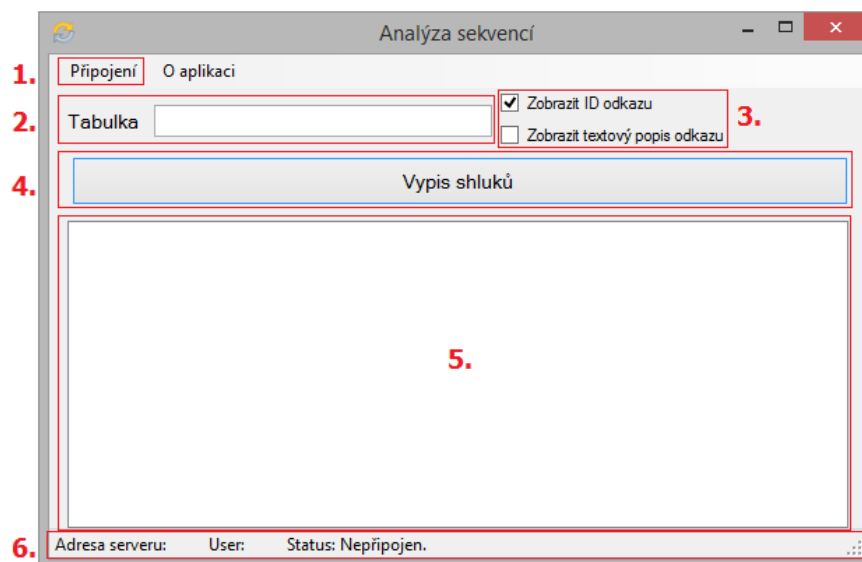 Analýza sekvencí
1. Připojení O aplikaci
2. Tabulka
Zobrazit ID odkazu
Zobrazit textový popis odkazu
3.
4. Vypis shluků
5.
6. Adresa serveru: User: Status: Nepřipojen.